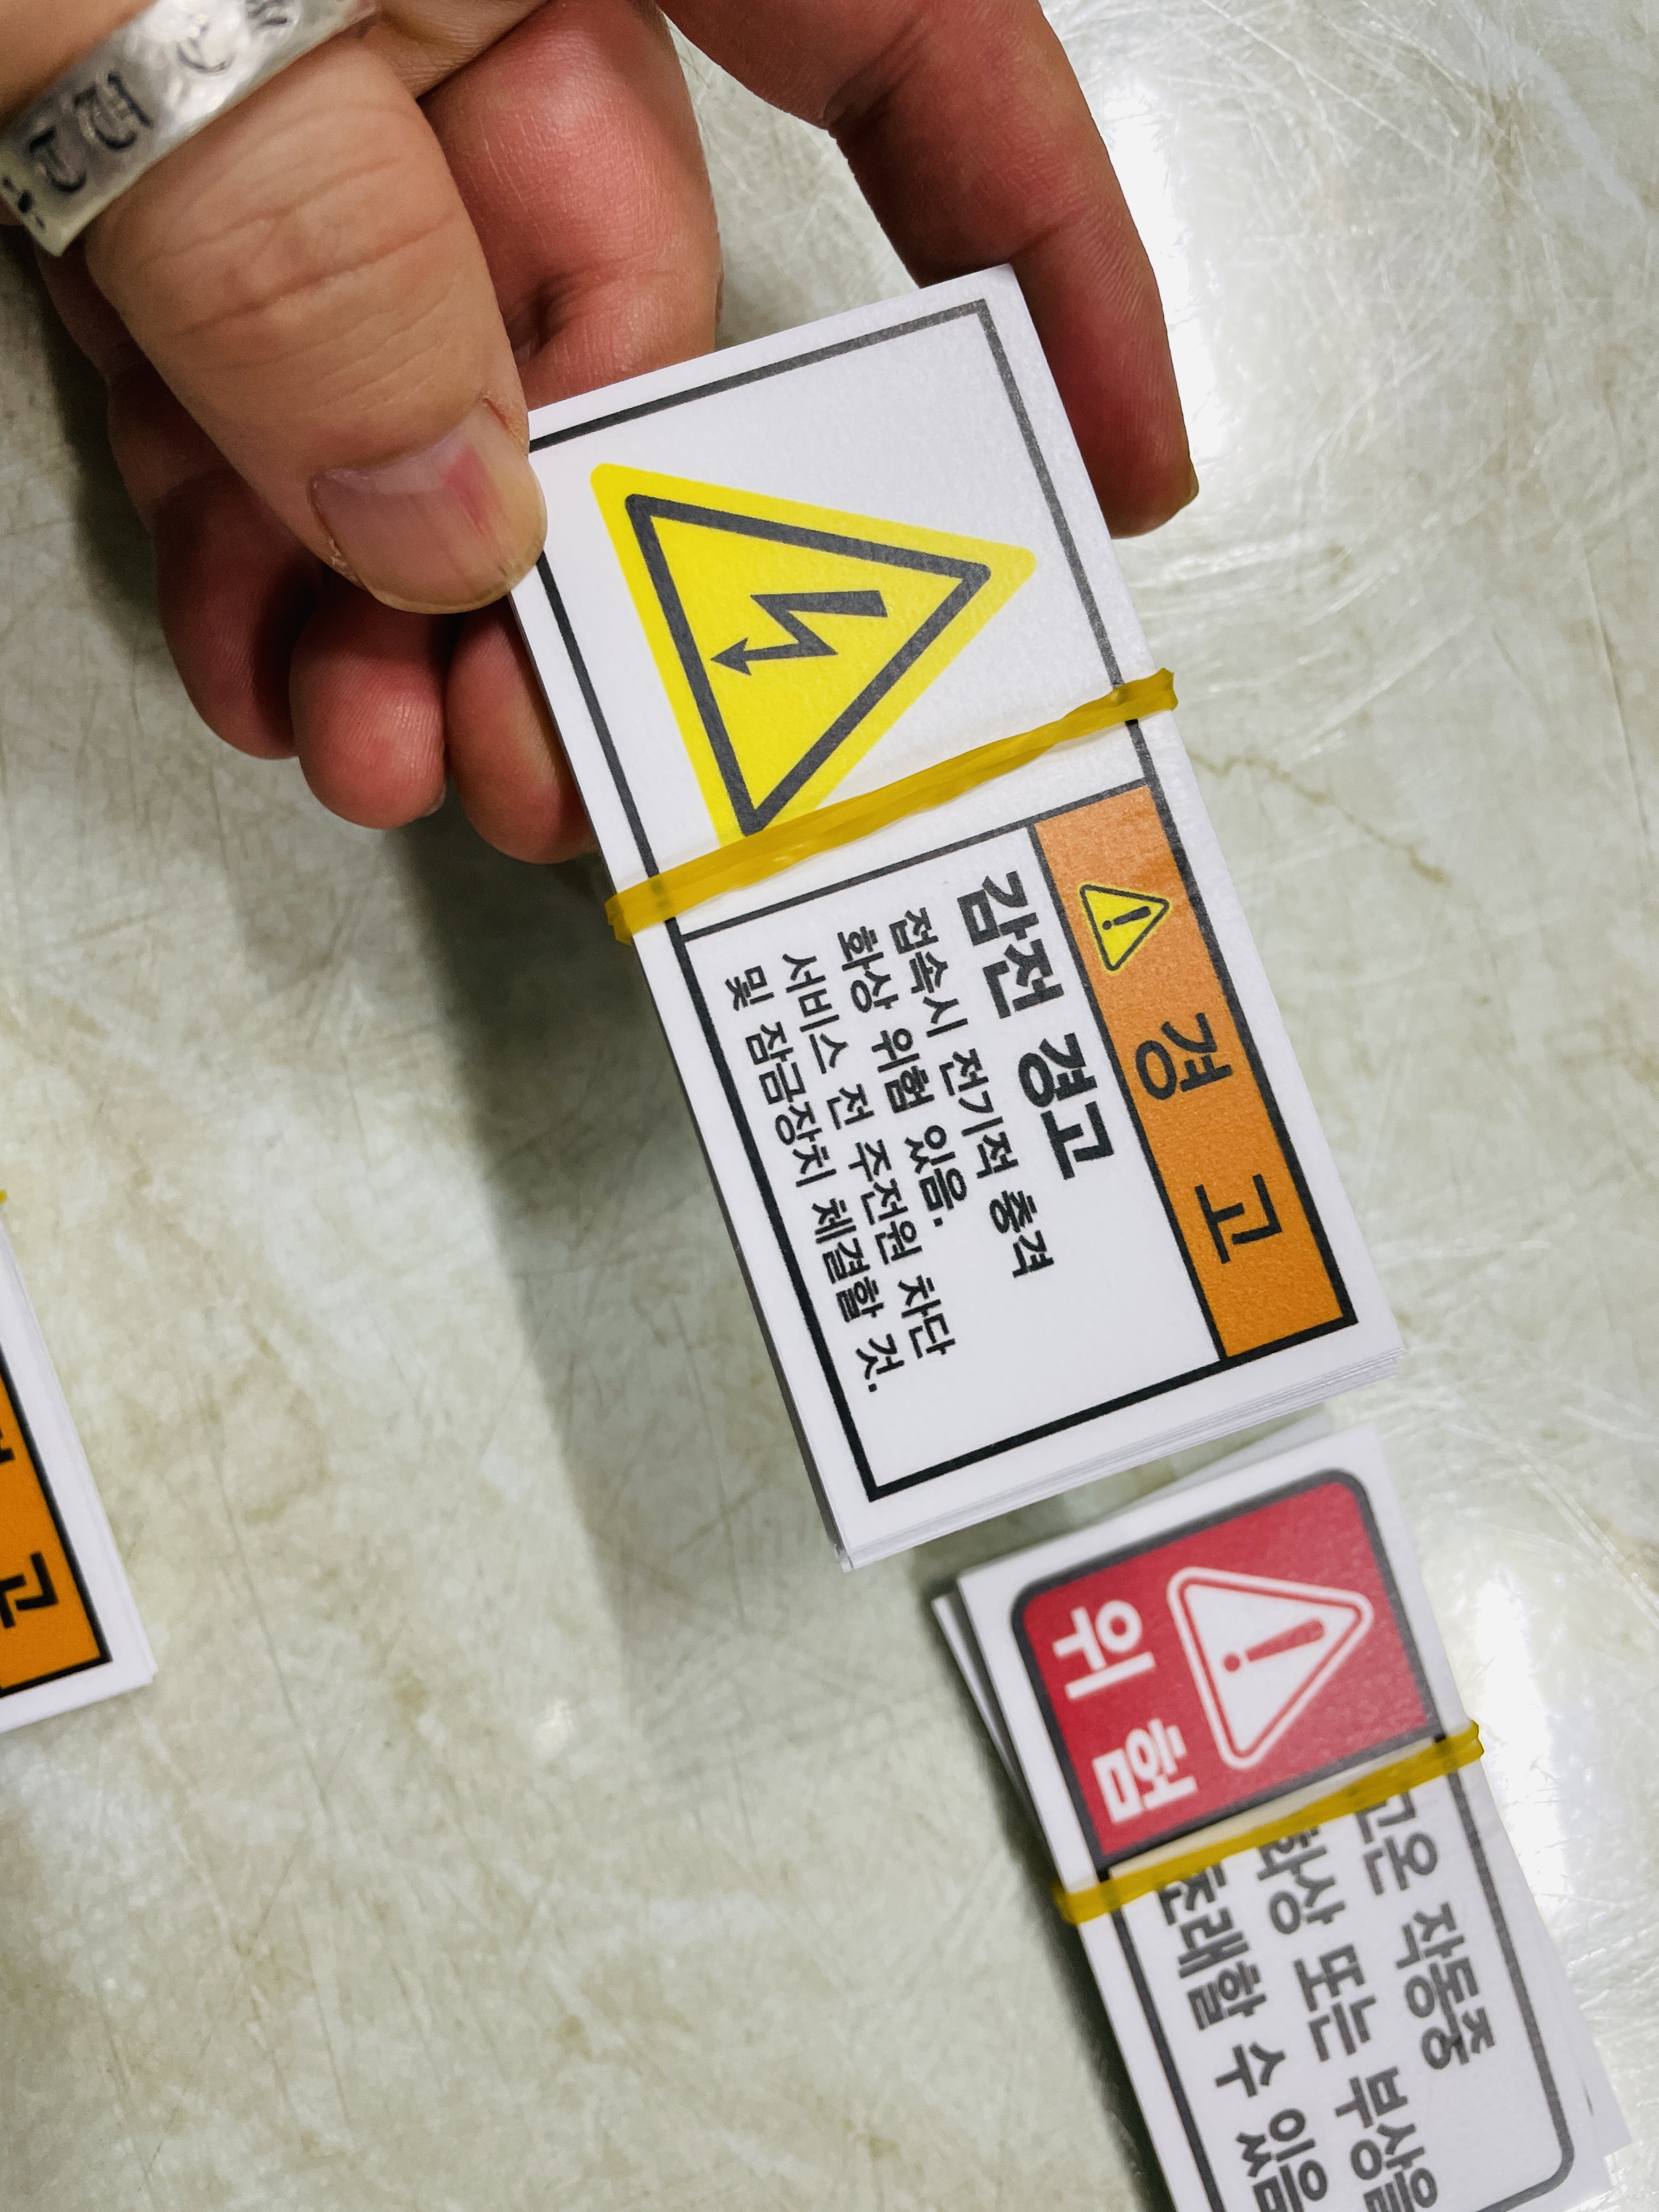 경 고
감전 경고
접속시 전기적 충격
화상 위험 있음.
서비스 전 주전원 차단
및 잠금장치 체결할 것.
위 험
고온 작동중
화상 또는 부상을
초래할 수 있음
고